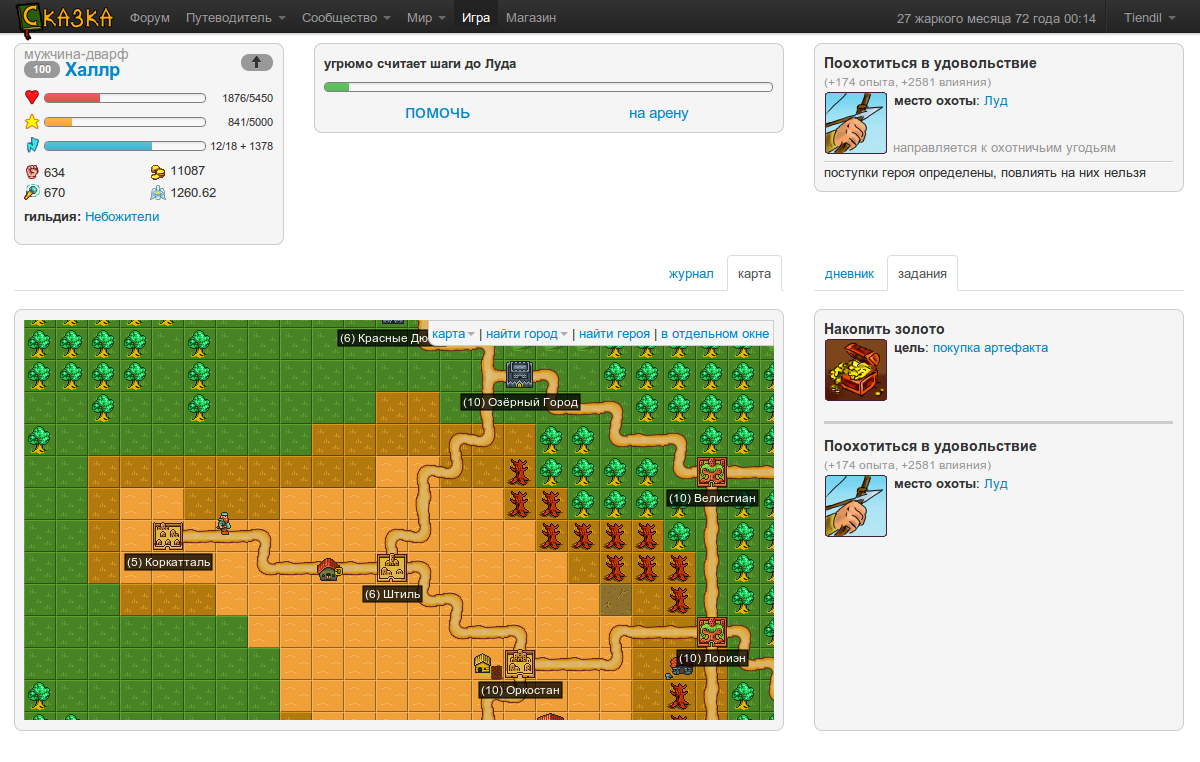 СКАЗКА Форум Путеводитель Сообщество Мир Игра Магазин 27 жаркого месяца 72 года 00:14 Tiendil
мужчина-дварф
100 Халлр
1876/5450
841/5000
12/18 + 1378
634 11087
670 1260.62
гильдия: Небожители
угрюмо считает шаги до Луда
помочь на арену
Поохотиться в удовольствие
(+174 опыта, +2581 влияния)
место охоты: Луд
направляется к охотничьим угодьям
поступки героя определены, повлиять на них нельзя
журнал карта
дневник задания
карта | найти город | найти героя | в отдельном окне
(6) Красные Дю
(10) Озёрный Город
(10) Велистиан
(5) Коркатталь
(6) Штиль
(10) Лориэн
(10) Оркостан
Накопить золото
цель: покупка артефакта
Поохотиться в удовольствие
(+174 опыта, +2581 влияния)
место охоты: Луд